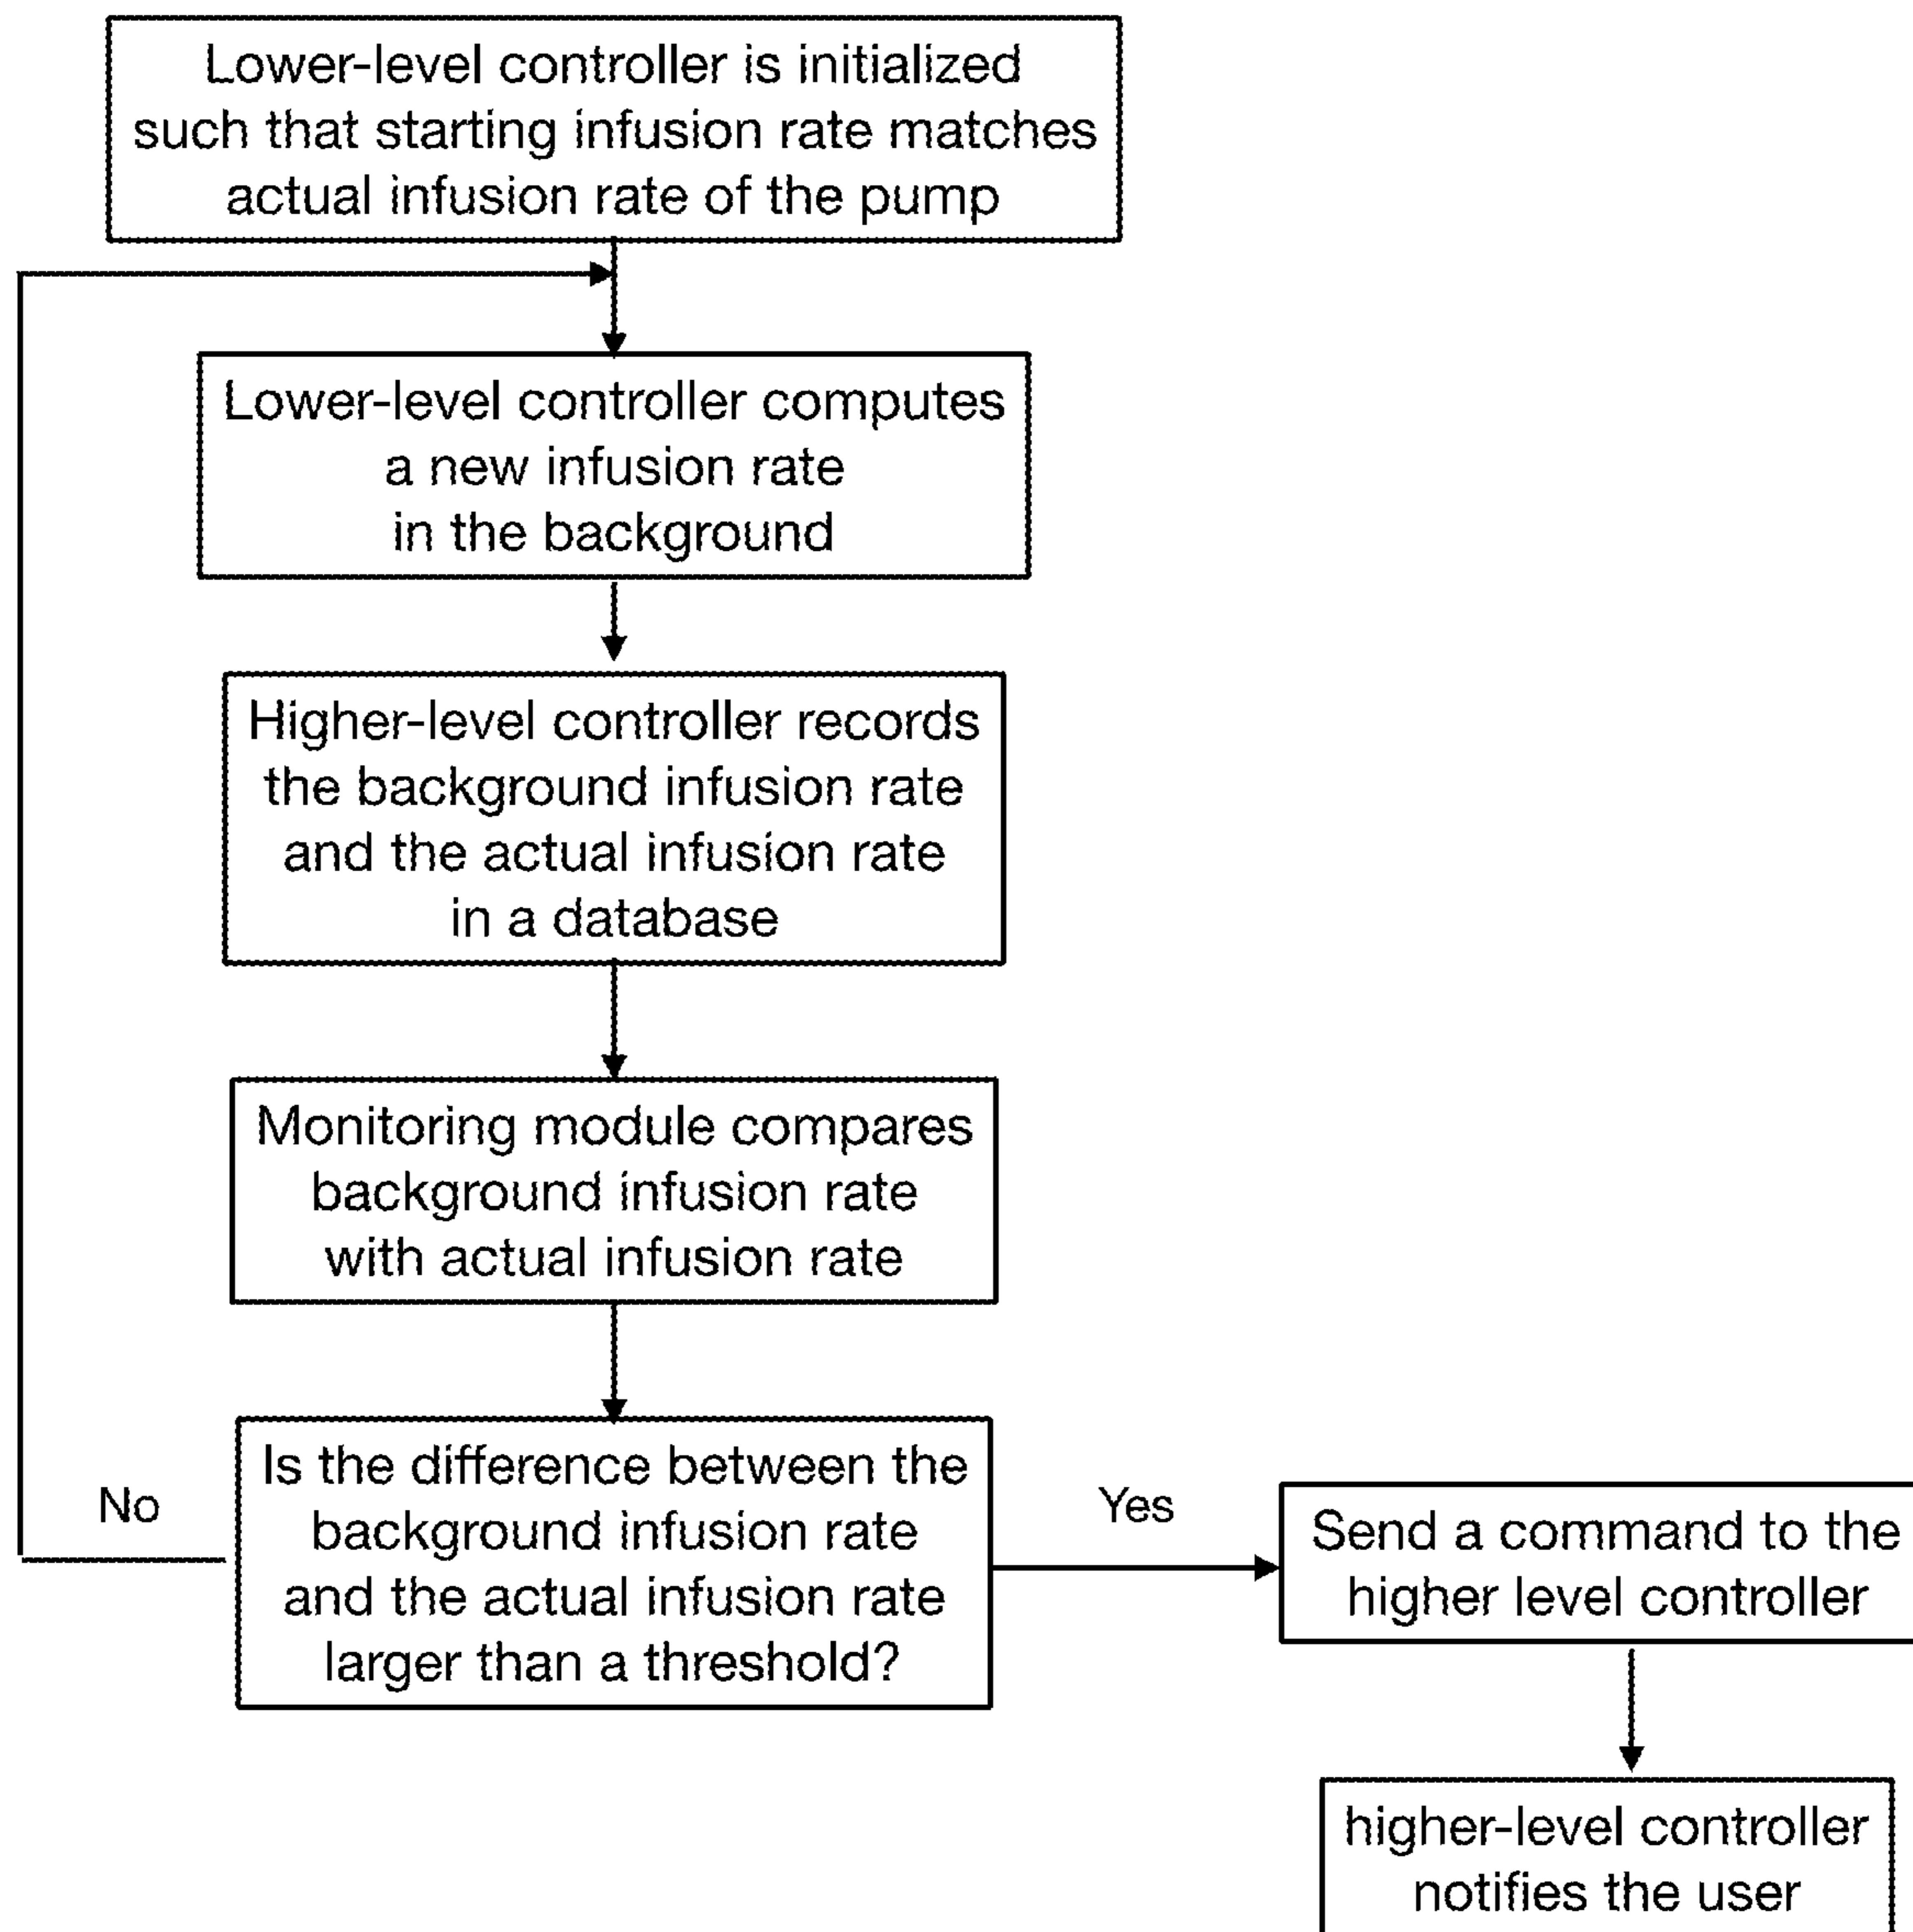 Lower-level controller is initialized
such that starting infusion rate matches
actual infusion rate of the pump
Lower-level controller computes
a new infusion rate
in the background
Higher-level controller records
the background infusion rate
and the actual infusion rate
in a database
Monitoring module compares
background infusion rate
with actual infusion rate
Is the difference between the
background infusion rate
and the actual infusion rate
larger than a threshold?
No
Yes
Send a command to the
higher level controller
higher-level controller
notifies the user